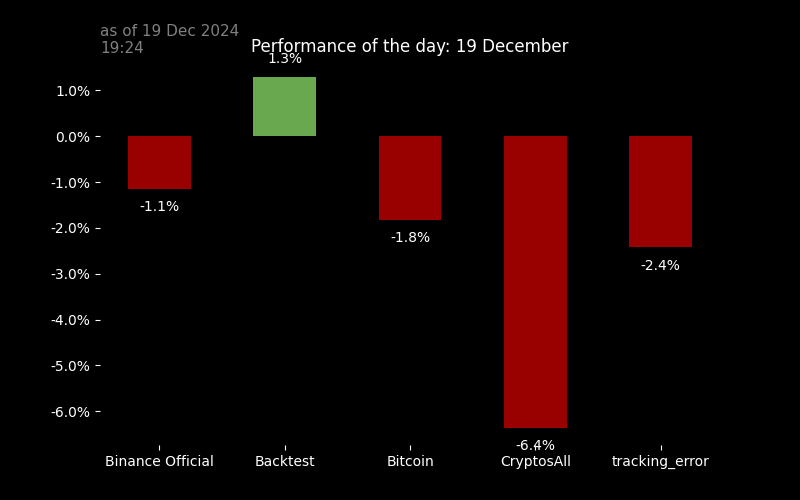 as of 19 Dec 2024
19:24
Performance of the day: 19 December
1.3%
1.0%
0.0%
-1.0%
-1.1%
-2.0%
-1.8%
-2.4%
-3.0%
-4.0%
-5.0%
-6.0%
-6.4%
Binance Official
Backtest
Bitcoin
CryptosAll
tracking_error